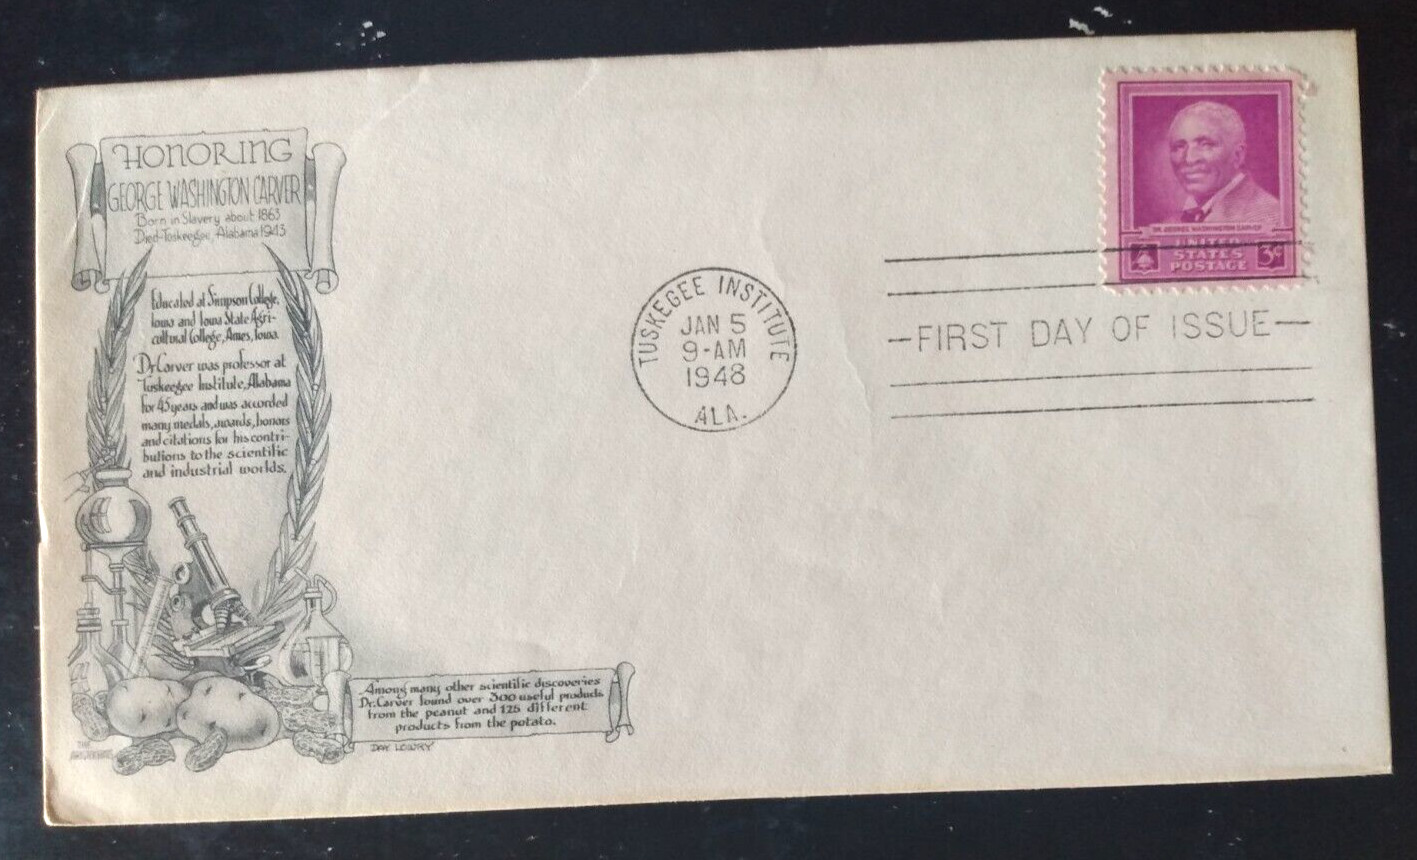 HONORING
GEORGE WASHINGTON CARVER
Born in Slavery about 1863
Died-Tuskeegee, Alabama 1943
Educated at Simpson College,
Iowa and Iowa State Agri-
cultural College, Ames, Iowa.
Dr. Carver was professor at
Tuskeegee Institute, Alabama
for 45 years and was accorded
many medals, awards, honors
and citations for his contri-
butions to the scientific
and industrial worlds.
Among many other scientific discoveries
Dr. Carver found over 300 useful products
from the peanut and 125 different
products from the potato.
THE
DAY LOWRY
TUSKEGEE INSTITUTE
JAN 5
9-AM
1948
ALA.
DR. GEORGE WASHINGTON CARVER
UNITED
STATES
POSTAGE
3¢
-FIRST DAY OF ISSUE-